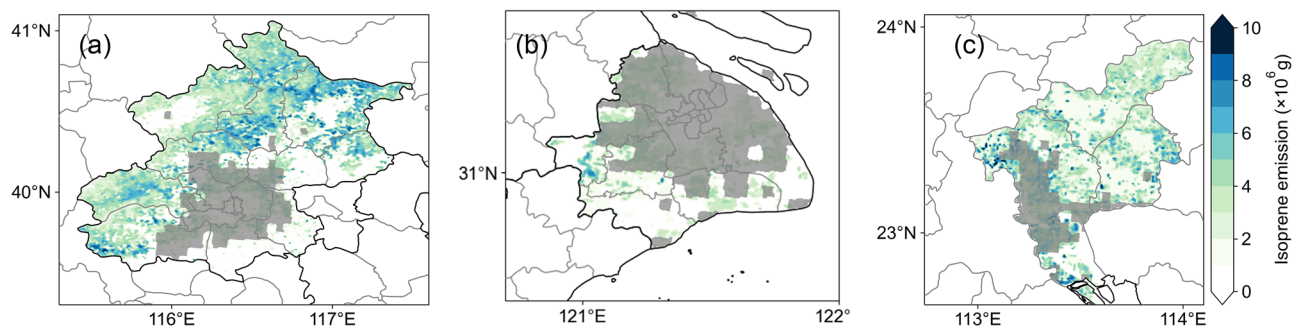 41°N
(a)
40°N
116°E
117°E
(b)
31°N
121°E
122°
24°N
(c)
23°N
113°E
114°E
10
8
6
4
2
0
Isoprene emission (×10⁶ g)